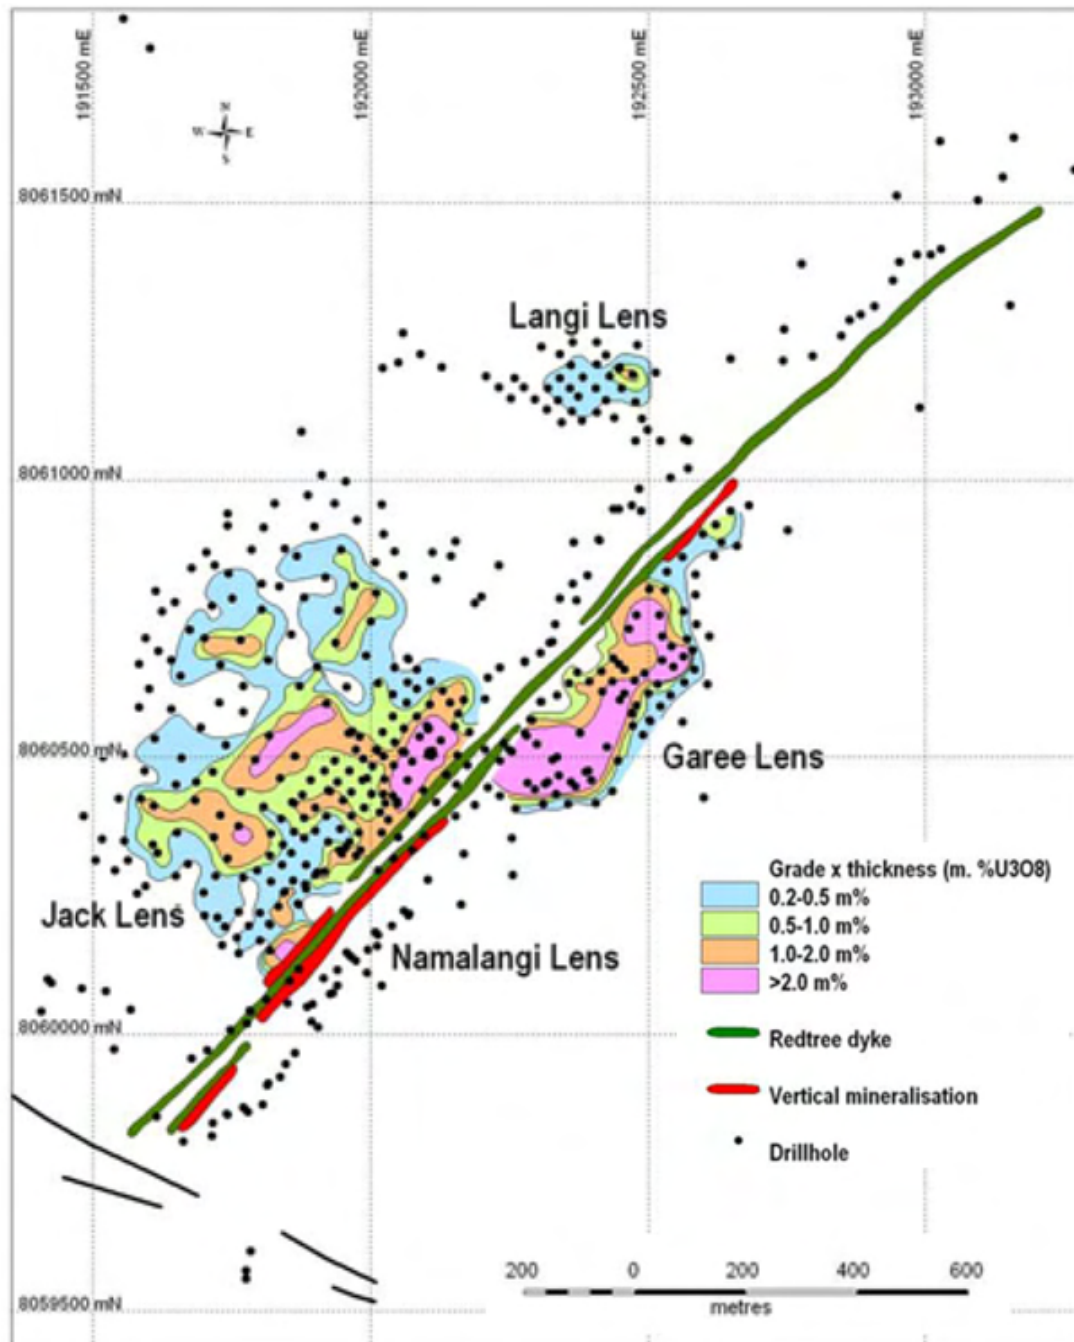 191500 mE
192000 mE
192500 mE
193000 mE
N
W E
S
8061500 mN
Langi Lens
8061000 mN
8060500 mN
Garee Lens
Grade x thickness (m. %U3O8)
0.2-0.5 m%
0.5-1.0 m%
1.0-2.0 m%
>2.0 m%
Jack Lens
Namalangi Lens
8060000 mN
Redtree dyke
Vertical mineralisation
Drillhole
200 0 200 400 600
metres
8059500 mN